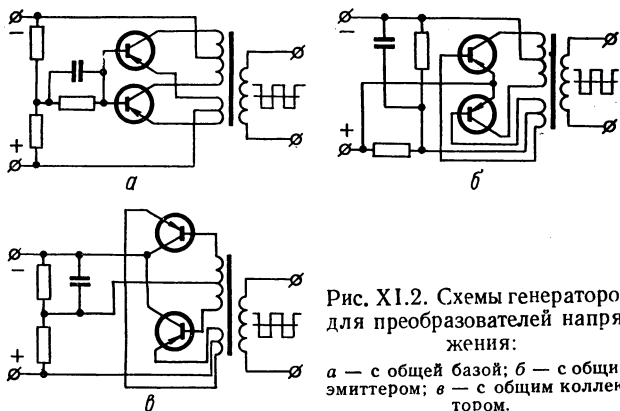 −
+
а
−
+
б
−
+
в
Рис. XI.2. Схемы генераторо
для преобразователей напря
жения:
а — с общей базой; б — с общи
эмиттером; в — с общим коллек
тором.